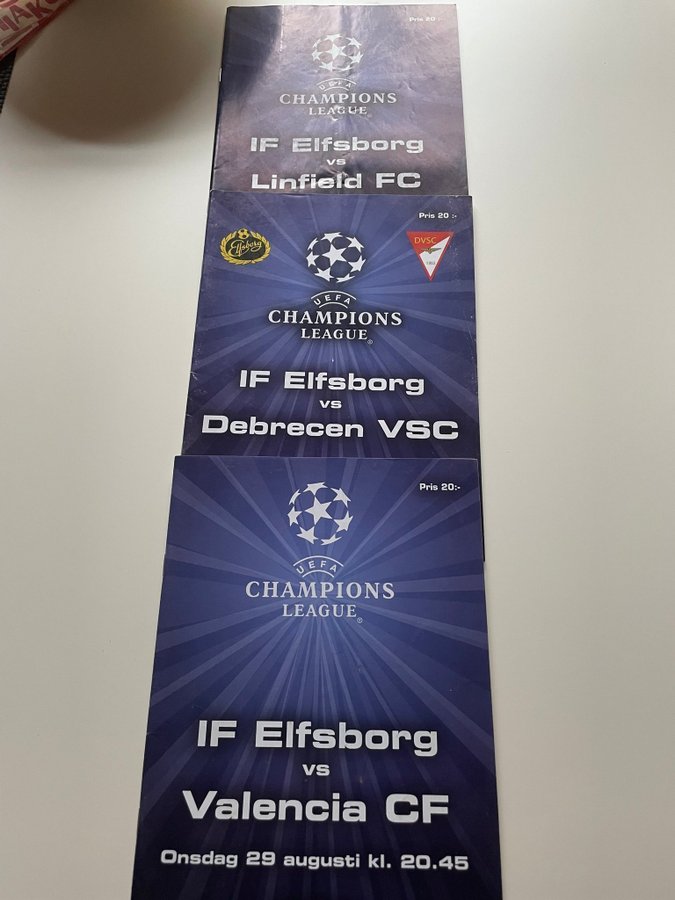 Pris 20:-
UEFA
CHAMPIONS
LEAGUE
IF Elfsborg
vs
Linfield FC
Pris 20 :-
Elfsborg
DVSC
1902
UEFA
CHAMPIONS
LEAGUE®
IF Elfsborg
vs
Debrecen VSC
Pris 20:-
UEFA
CHAMPIONS
LEAGUE®
IF Elfsborg
vs
Valencia CF
Onsdag 29 augusti kl. 20.45